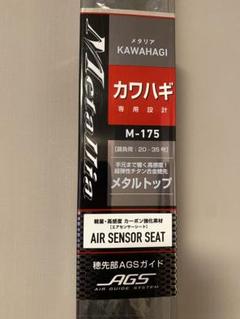 Metallia
メタリア
KAWAHAGI
カワハギ
専用設計
M-175
[錘負荷：20-35号]
手元まで響く高感度！
超弾性チタン合金穂先
メタルトップ
軽量・高感度 カーボン強化素材
[エアセンサーシート]
AIR SENSOR SEAT
穂先部AGSガイド
AGS
AIR GUIDE SYSTEM